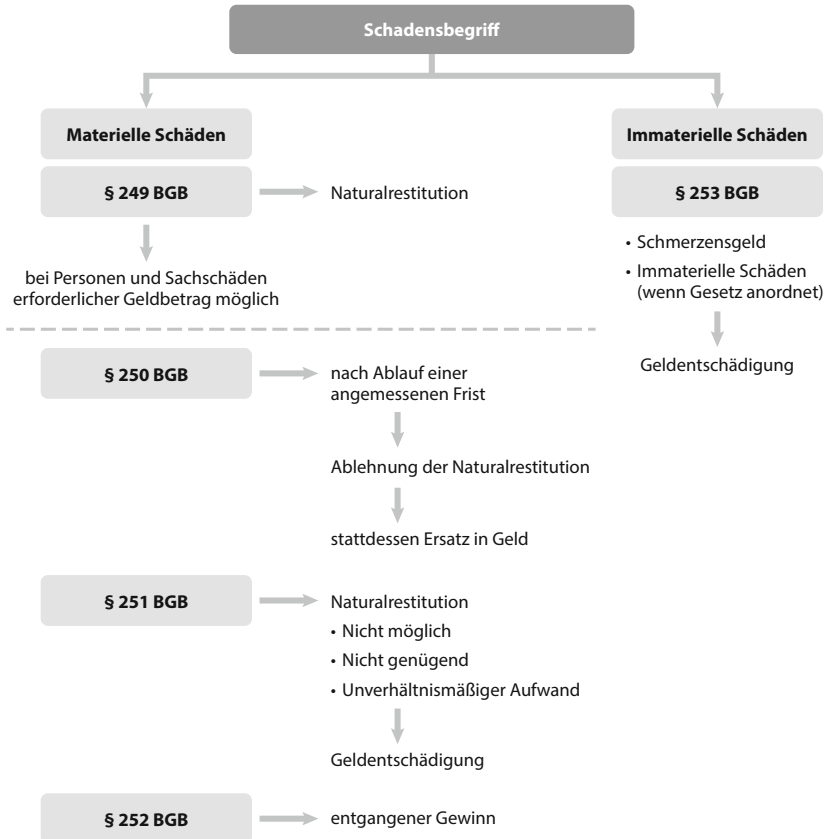 Schadensbegriff
Materielle Schäden
§ 249 BGB
Naturalrestitution
bei Personen und Sachschäden
erforderlicher Geldbetrag möglich
§ 250 BGB
nach Ablauf einer
angemessenen Frist
Ablehnung der Naturalrestitution
stattdessen Ersatz in Geld
§ 251 BGB
Naturalrestitution
• Nicht möglich
• Nicht genügend
• Unverhältnismäßiger Aufwand
Geldentschädigung
§ 252 BGB
entgangener Gewinn
Immaterielle Schäden
§ 253 BGB
• Schmerzensgeld
• Immaterielle Schäden
(wenn Gesetz anordnet)
Geldentschädigung